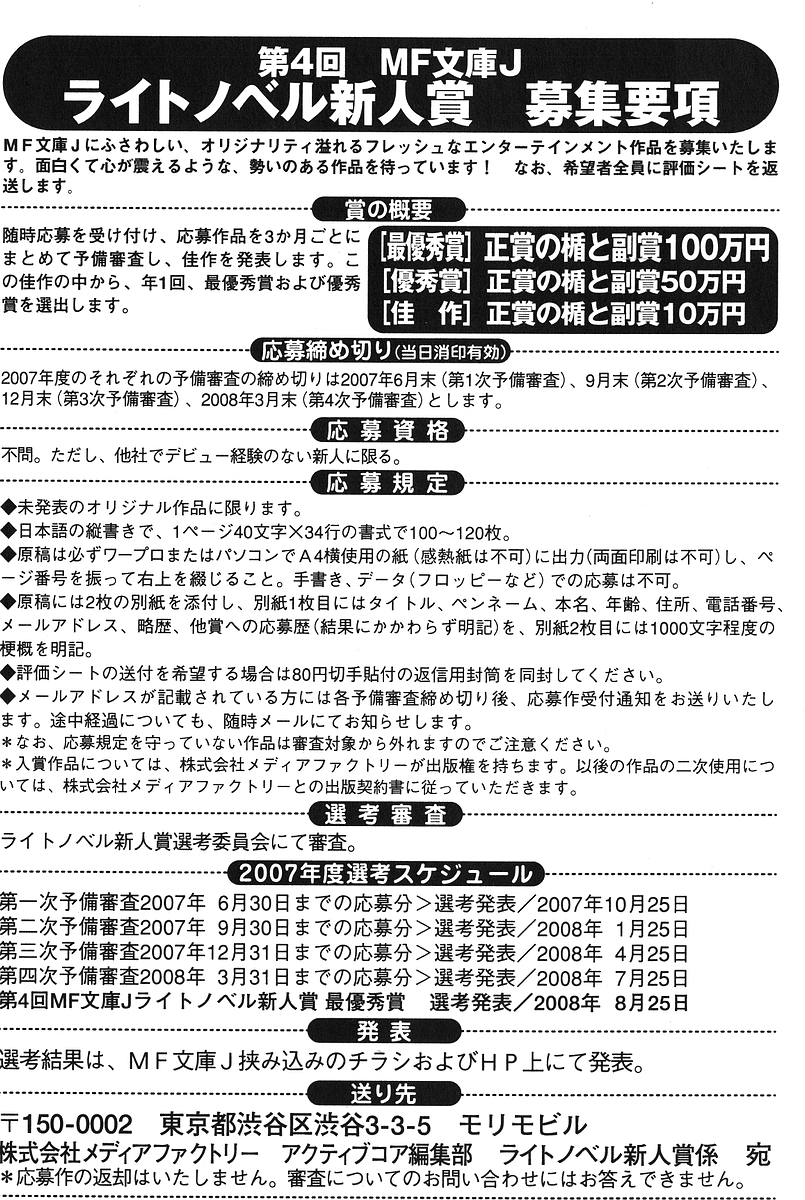 第4回　MF文庫J
ライトノベル新人賞　募集要項
MF文庫Jにふさわしい、オリジナリティ溢れるフレッシュなエンターテインメント作品を募集いたしま
す。面白くて心が震えるような、勢いのある作品を待っています！　なお、希望者全員に評価シートを返
送します。
賞の概要
随時応募を受け付け、応募作品を3か月ごとに
まとめて予備審査し、佳作を発表します。こ
の佳作の中から、年1回、最優秀賞および優秀
賞を選出します。
［最優秀賞］正賞の楯と副賞100万円
［優秀賞］正賞の楯と副賞50万円
［佳　作］正賞の楯と副賞10万円
応募締め切り(当日消印有効)
2007年度のそれぞれの予備審査の締め切りは2007年6月末（第1次予備審査）、9月末（第2次予備審査）、
12月末（第3次予備審査）、2008年3月末（第4次予備審査）とします。
応募資格
不問。ただし、他社でデビュー経験のない新人に限る。
応募規定
◆未発表のオリジナル作品に限ります。
◆日本語の縦書きで、1ページ40文字×34行の書式で100～120枚。
◆原稿は必ずワープロまたはパソコンでA4横使用の紙（感熱紙は不可）に出力（両面印刷は不可）し、ペ
ージ番号を振って右上を綴じること。手書き、データ（フロッピーなど）での応募は不可。
◆原稿には2枚の別紙を添付し、別紙1枚目にはタイトル、ペンネーム、本名、年齢、住所、電話番号、
メールアドレス、略歴、他賞への応募歴（結果にかかわらず明記）を、別紙2枚目には1000文字程度の
梗概を明記。
◆評価シートの送付を希望する場合は80円切手貼付の返信用封筒を同封してください。
◆メールアドレスが記載されている方には各予備審査締め切り後、応募作受付通知をお送りいたし
ます。途中経過についても、随時メールにてお知らせします。
＊なお、応募規定を守っていない作品は審査対象から外れますのでご注意ください。
＊入賞作品については、株式会社メディアファクトリーが出版権を持ちます。以後の作品の二次使用につ
いては、株式会社メディアファクトリーとの出版契約書に従っていただきます。
選考審査
ライトノベル新人賞選考委員会にて審査。
2007年度選考スケジュール
第一次予備審査2007年 6月30日までの応募分＞選考発表／2007年10月25日
第二次予備審査2007年 9月30日までの応募分＞選考発表／2008年 1月25日
第三次予備審査2007年12月31日までの応募分＞選考発表／2008年 4月25日
第四次予備審査2008年 3月31日までの応募分＞選考発表／2008年 7月25日
第4回MF文庫Jライトノベル新人賞 最優秀賞　選考発表／2008年 8月25日
発表
選考結果は、MF文庫J挟み込みのチラシおよびHP上にて発表。
送り先
〒150-0002　東京都渋谷区渋谷3-3-5　モリモビル
株式会社メディアファクトリー　アクティブコア編集部　ライトノベル新人賞係　宛
＊応募作の返却はいたしません。審査についてのお問い合わせにはお答えできません。